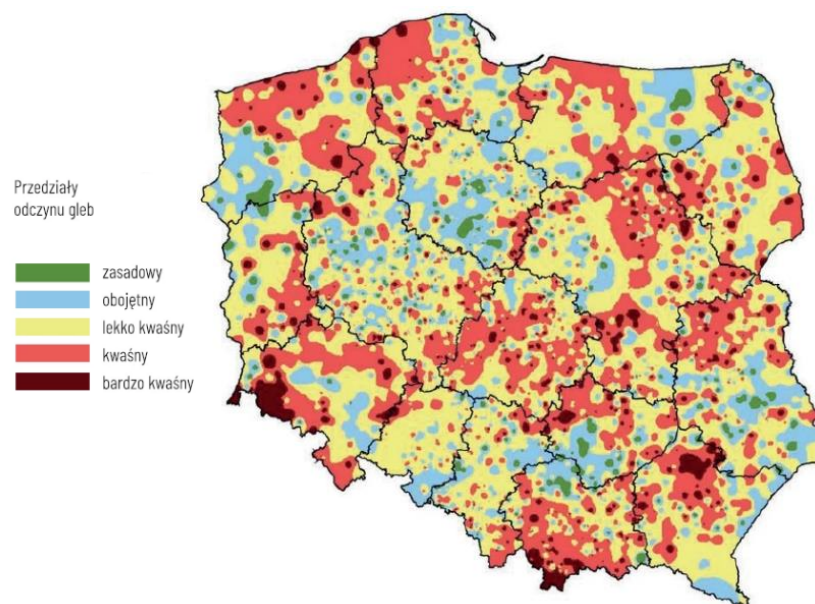 Przedziały
odczynu gleb
zasadowy
obojętny
lekko kwaśny
kwaśny
bardzo kwaśny